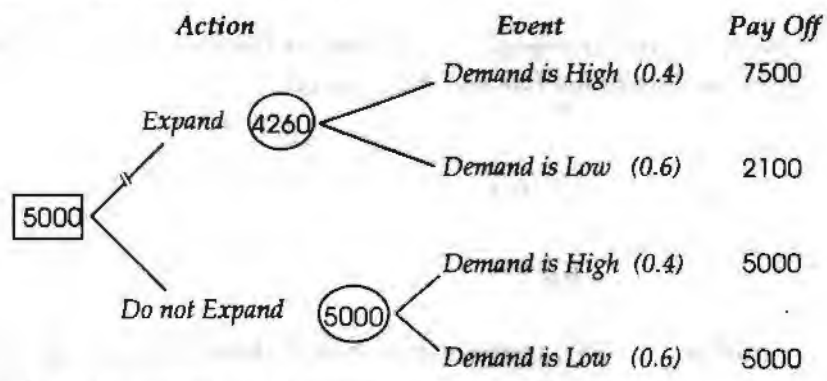 Action Event Pay Off
Demand is High (0.4) 7500
Expand 4260
Demand is Low (0.6) 2100
5000
Demand is High (0.4) 5000
Do not Expand 5000
Demand is Low (0.6) 5000